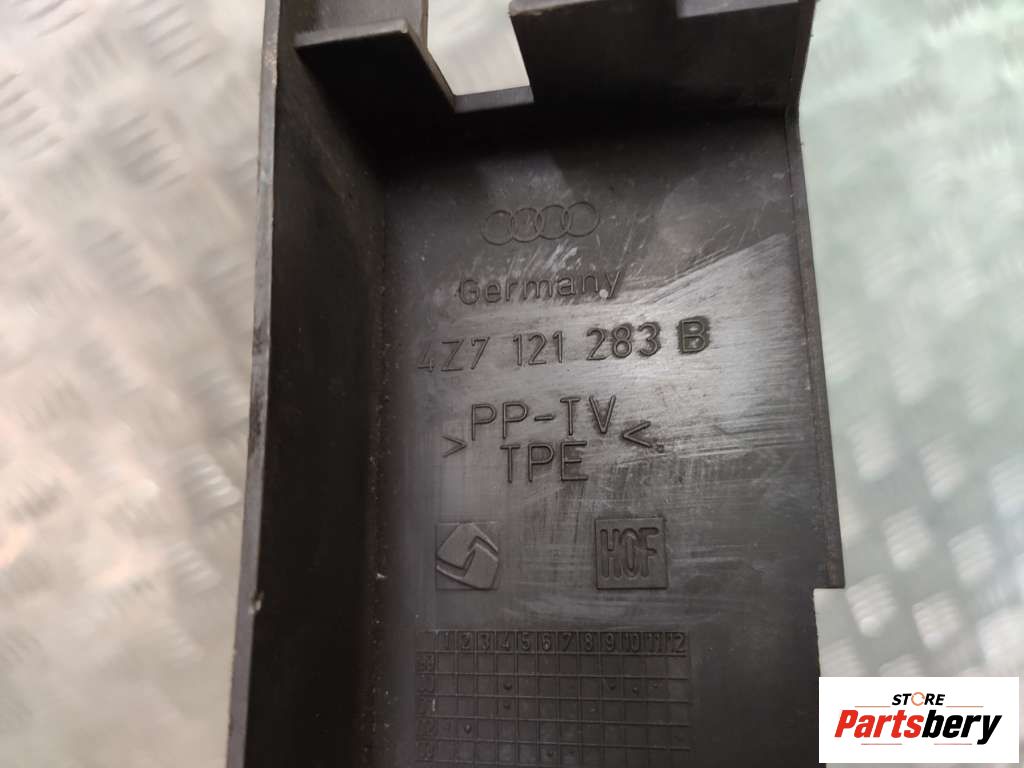 Germany
4Z7 121 283 B
>PP-TV<
TPE
HOF
1 2 3 4 5 6 7 8 9 10 11 12
STORE
Partsbery